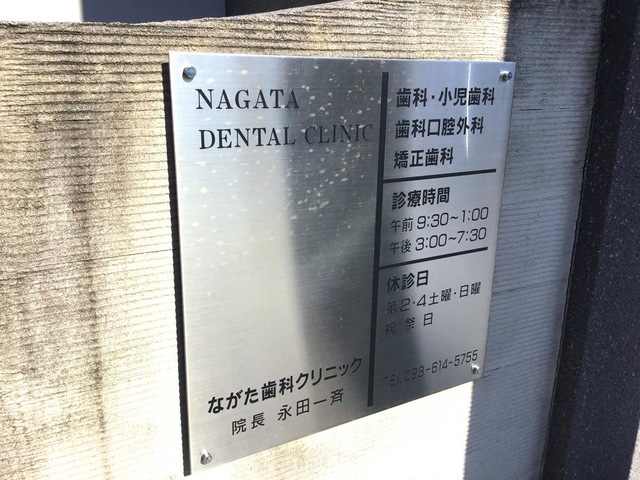 NAGATA
DENTAL CLINIC
ながた歯科クリニック
院長 永田一斉
歯科・小児歯科
歯科口腔外科
矯正歯科
診療時間
午前 9:30~1:00
午後 3:00~7:30
休診日
第2・4土曜・日曜
祝祭日
TEL 093-614-5755